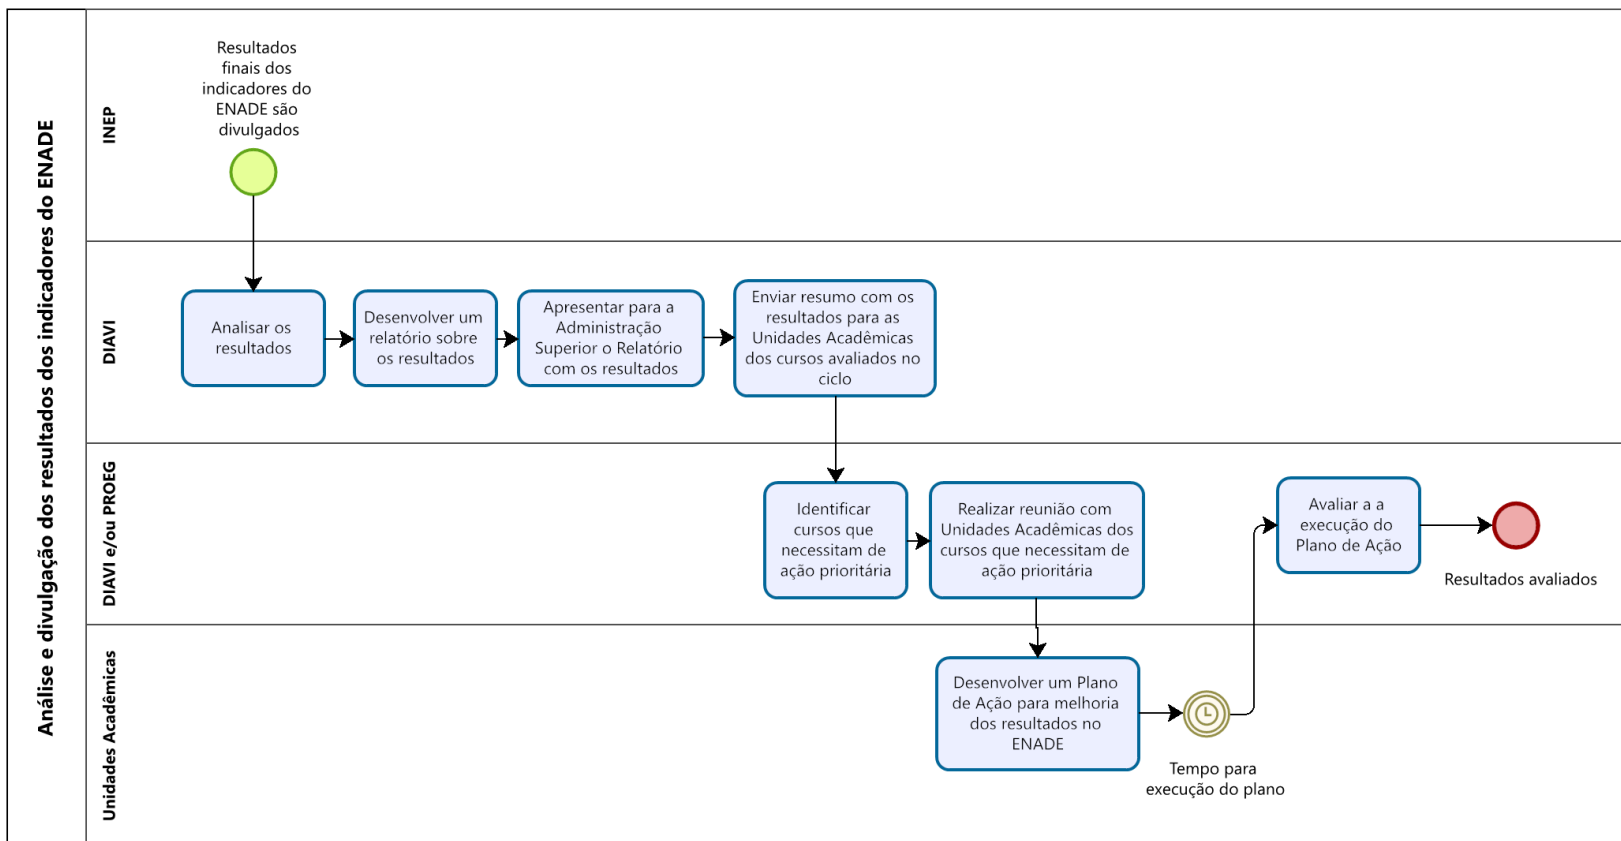 Análise e divulgação dos resultados dos indicadores do ENADE
INEP
Resultados
finais dos
indicadores do
ENADE são
divulgados
DIAVI
Analisar os
resultados
Desenvolver um
relatório sobre
os resultados
Apresentar para a
Administração
Superior o Relatório
com os resultados
Enviar resumo com os
resultados para as
Unidades Acadêmicas
dos cursos avaliados no
ciclo
DIAVI e/ou PROEG
Identificar
cursos que
necessitam de
ação prioritária
Realizar reunião com
Unidades Acadêmicas dos
cursos que necessitam de
ação prioritária
Avaliar a a
execução do
Plano de Ação
Resultados avaliados
Unidades Acadêmicas
Desenvolver um Plano
de Ação para melhoria
dos resultados no
ENADE
Tempo para
execução do plano